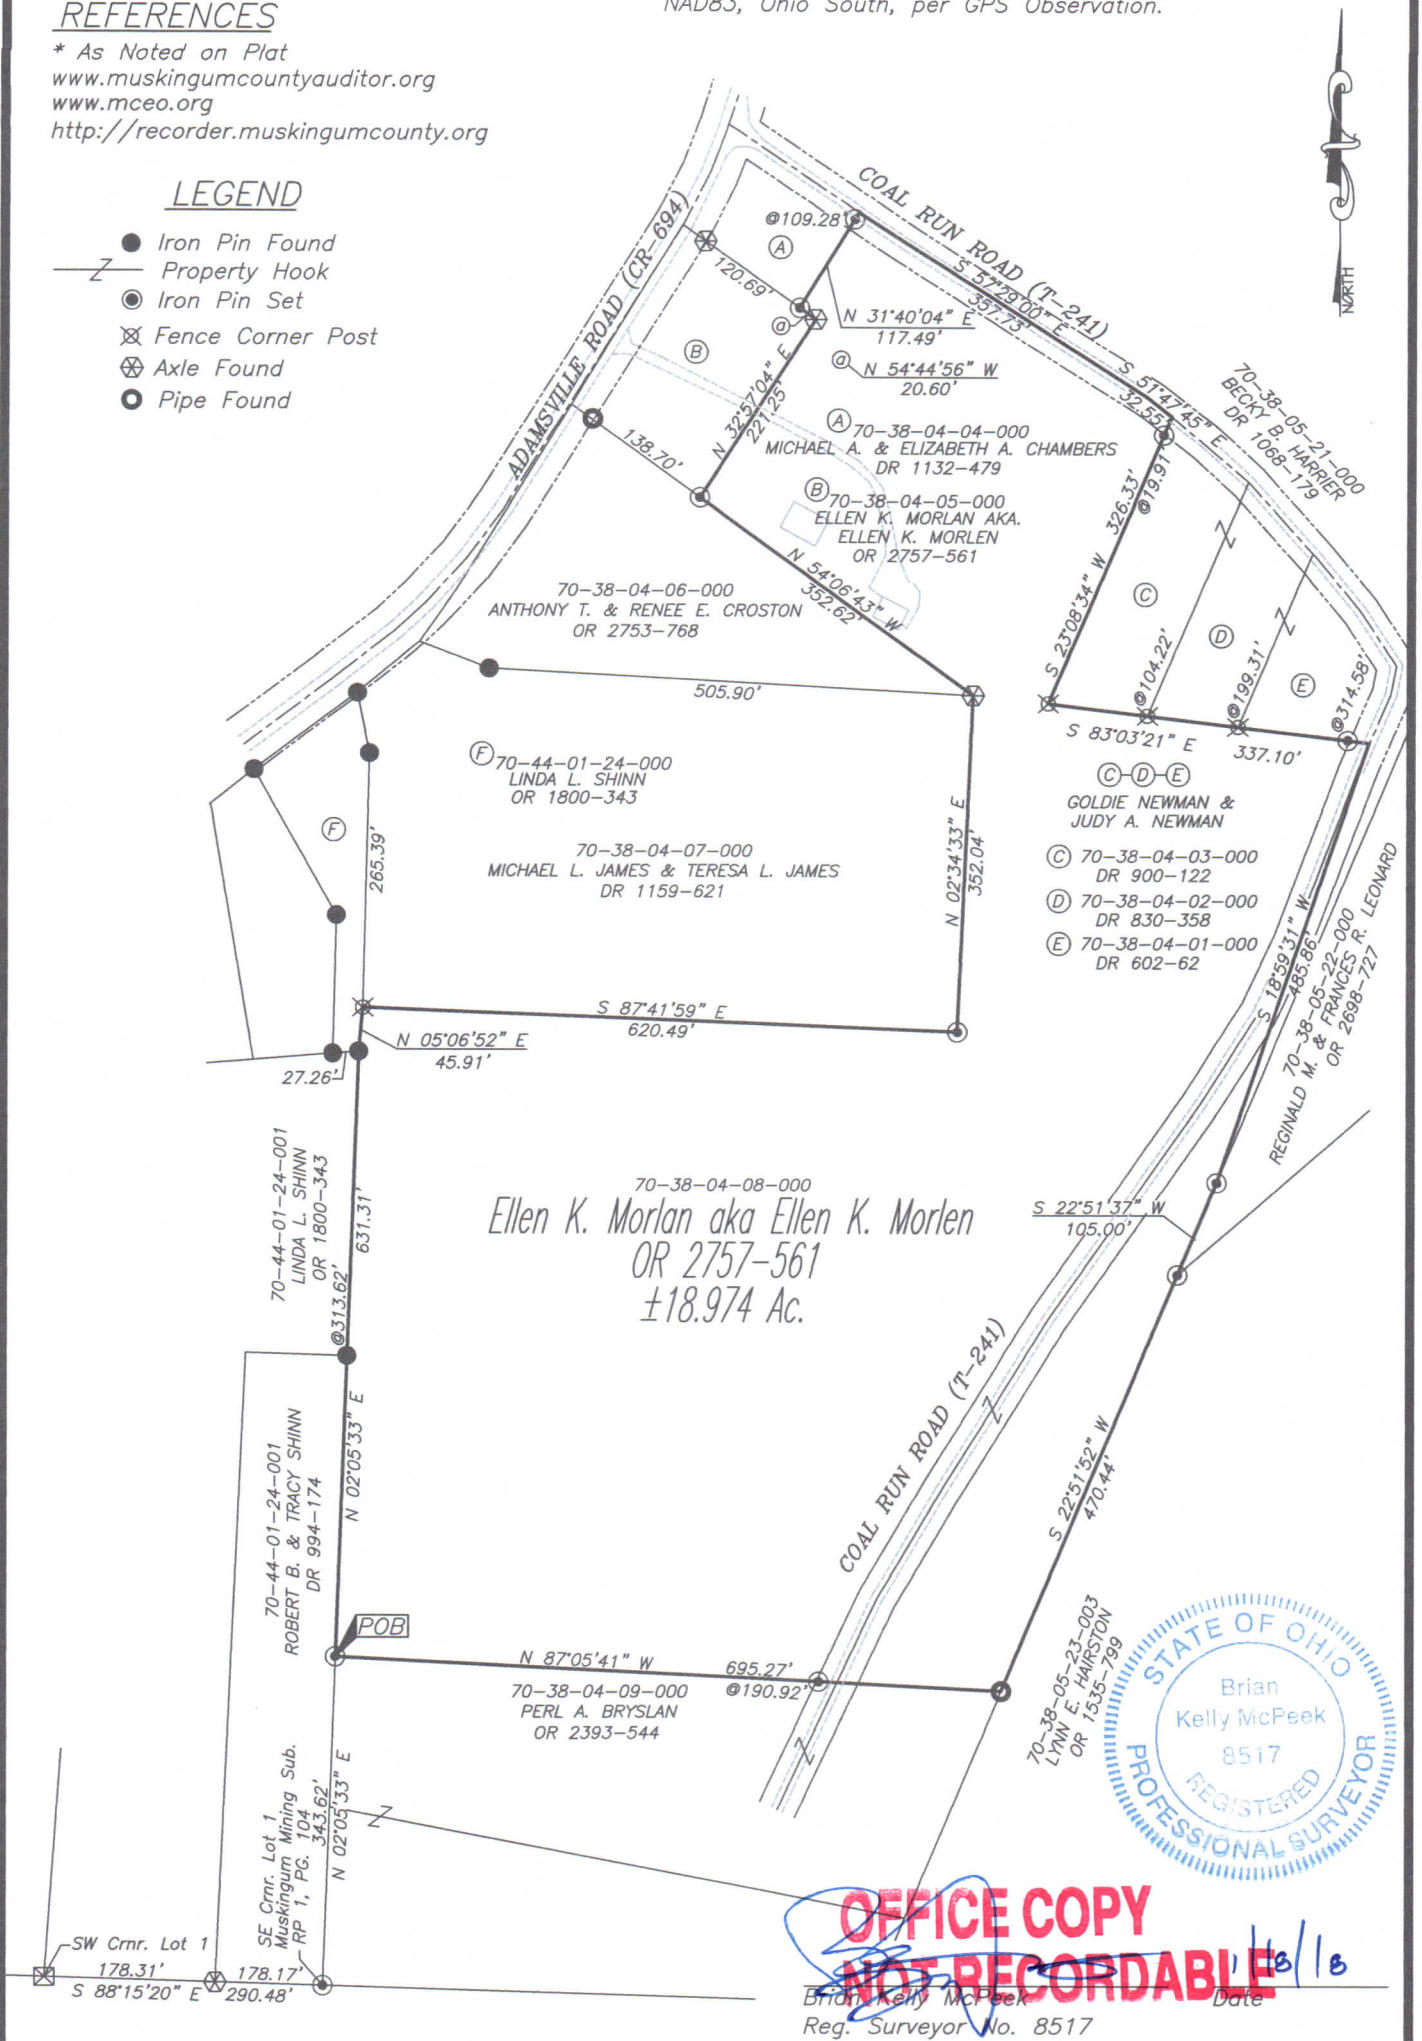 NAD83, Ohio South, per GPS Observation.
REFERENCES
* As Noted on Plat
www.muskingumcountyauditor.org
www.mceo.org
http://recorder.muskingumcounty.org
LEGEND
Iron Pin Found
Property Hook
Iron Pin Set
Fence Corner Post
Axle Found
Pipe Found
NORTH
COAL RUN ROAD (T-241)
ADAMSVILLE ROAD (CR-694)
@109.28'
A
120.69'
S 57°29'00" E
357.73'
N 31°40'04" E
117.49'
@
@ N 54°44'56" W
20.60'
B
N 32°57'04" E
221.25'
138.70'
S 51°47'45" E
32.55'
70-38-05-21-000
BECKY B. HARRIER
DR 1068-179
A 70-38-04-04-000
MICHAEL A. & ELIZABETH A. CHAMBERS
DR 1132-479
B 70-38-04-05-000
ELLEN K. MORLAN AKA.
ELLEN K. MORLEN
OR 2757-561
@19.91'
S 23°08'34" W 326.33'
N 54°06'43" W
352.62'
70-38-04-06-000
ANTHONY T. & RENEE E. CROSTON
OR 2753-768
C
D
E
@104.22'
@199.31'
@314.58'
505.90'
S 83°03'21" E
337.10'
F 70-44-01-24-000
LINDA L. SHINN
OR 1800-343
C-D-E
GOLDIE NEWMAN &
JUDY A. NEWMAN
F
265.39'
70-38-04-07-000
MICHAEL L. JAMES & TERESA L. JAMES
DR 1159-621
N 02°34'33" E
352.04'
C 70-38-04-03-000
DR 900-122
D 70-38-04-02-000
DR 830-358
E 70-38-04-01-000
DR 602-62
S 18°59'31" W
485.86'
70-38-05-22-000
REGINALD M. & FRANCES R. LEONARD
OR 2698-727
S 87°41'59" E
620.49'
N 05°06'52" E
45.91'
27.26'
70-44-01-24-001
LINDA L. SHINN
OR 1800-343
@313.62'
631.31'
70-38-04-08-000
Ellen K. Morlan aka Ellen K. Morlen
OR 2757-561
±18.974 Ac.
S 22°51'37" W
105.00'
COAL RUN ROAD (T-241)
S 22°51'52" W
470.44'
70-44-01-24-001
ROBERT B. & TRACY SHINN
DR 994-174
N 02°05'33" E
POB
N 87°05'41" W
695.27'
@190.92'
70-38-04-09-000
PERL A. BRYSLAN
OR 2393-544
70-38-05-23-003
LYNN E. HAIRSTON
OR 1535-799
STATE OF OHIO
Brian
Kelly McPeek
8517
REGISTERED
PROFESSIONAL SURVEYOR
SE Crnr. Lot 1
Muskingum Mining Sub.
RP 1, PG. 104
343.62'
N 02°05'33" E
SW Crnr. Lot 1
178.31'
178.17'
S 88°15'20" E
290.48'
OFFICE COPY
NOT RECORDABLE
1/18/18
Brian Kelly McPeek
Date
Reg. Surveyor No. 8517